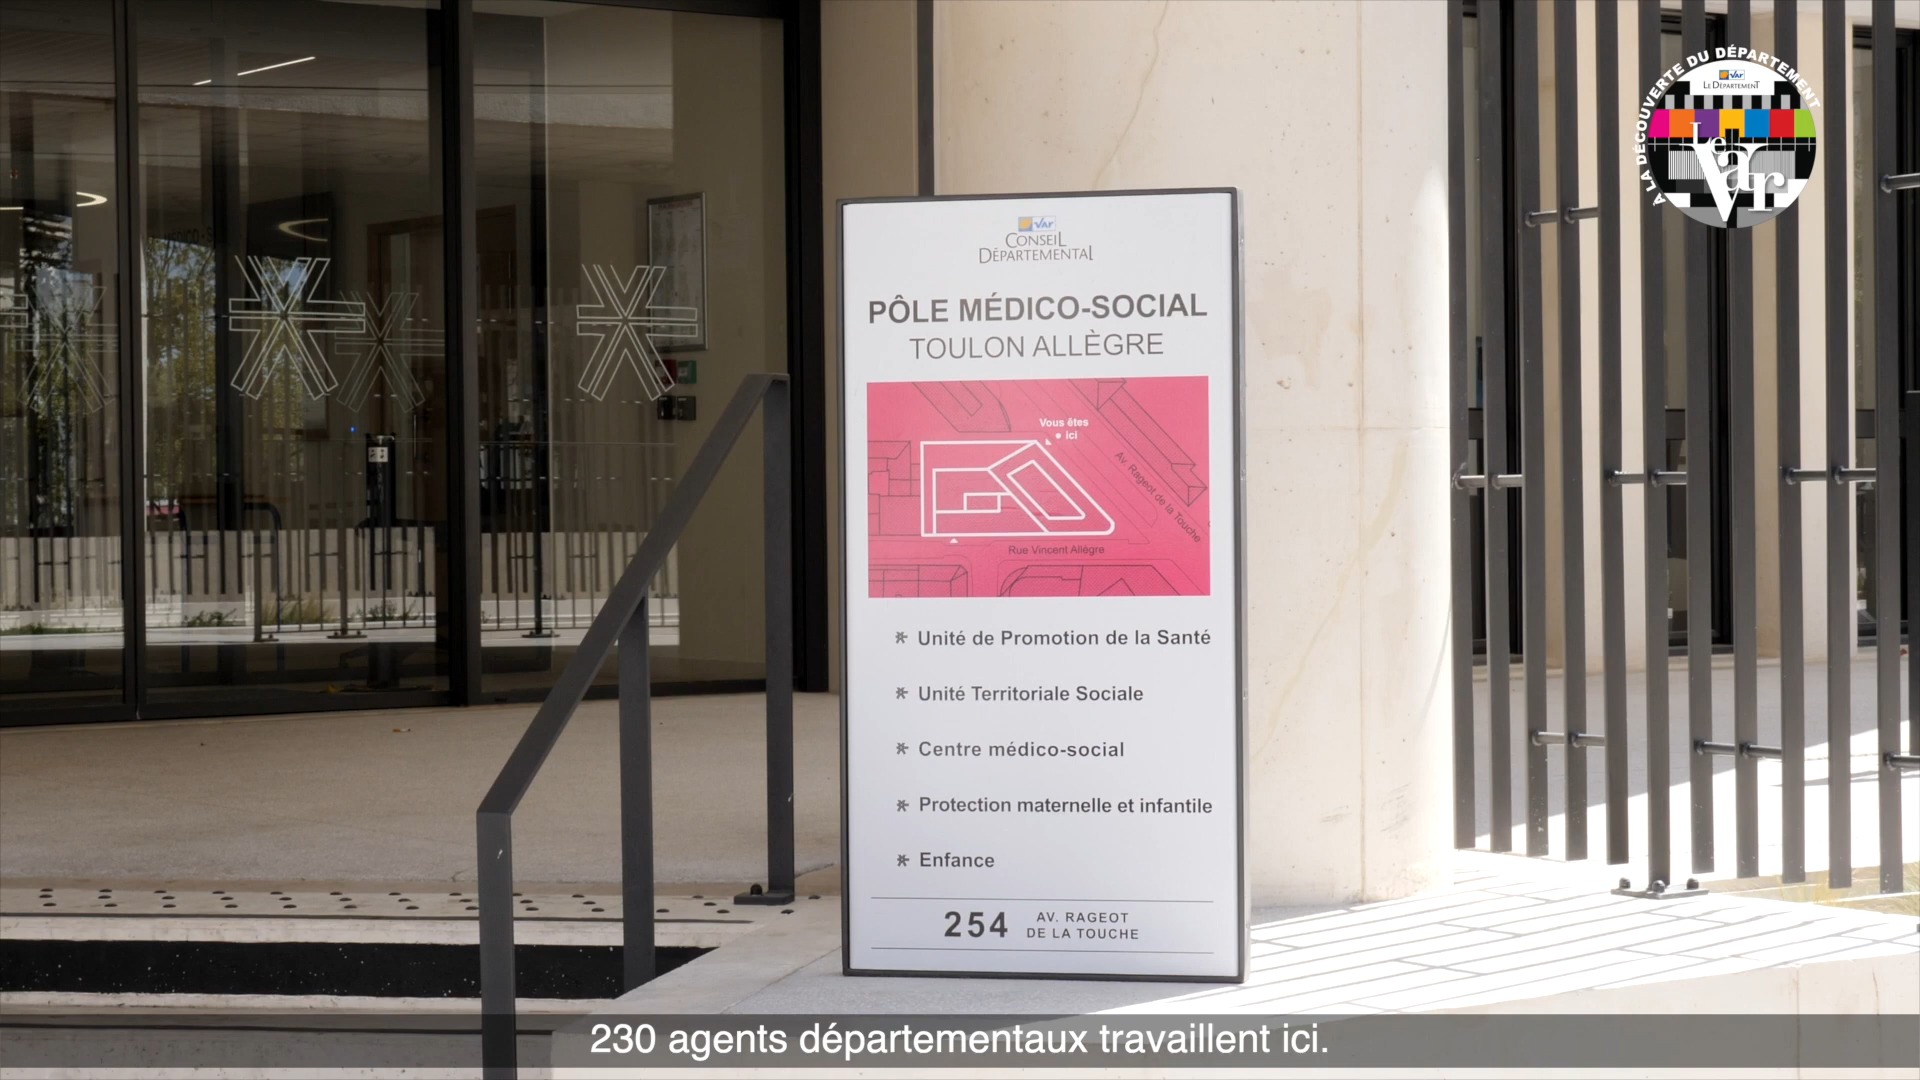 À LA DÉCOUVERTE DU DÉPARTEMENT
Var
LE DÉPARTEMENT
Le Var
Var
CONSEIL
DÉPARTEMENTAL
PÔLE MÉDICO-SOCIAL
TOULON ALLÈGRE
Vous êtes
ici
Av. Rageot de la Touche
Rue Vincent Allègre
Unité de Promotion de la Santé
Unité Territoriale Sociale
Centre médico-social
Protection maternelle et infantile
Enfance
254
AV. RAGEOT
DE LA TOUCHE
230 agents départementaux travaillent ici.